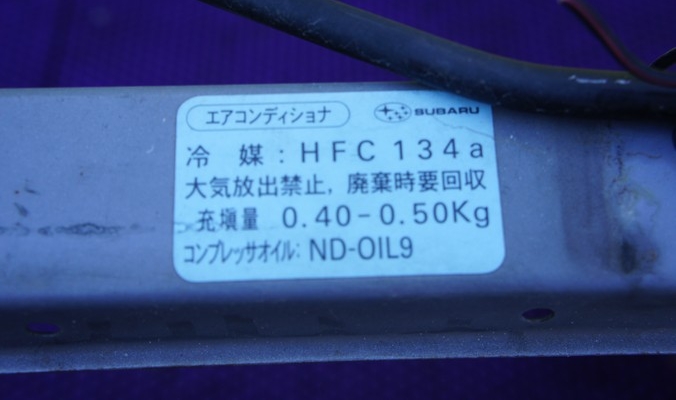 エアコンディショナ SUBARU
冷 媒 : HFC 134a
大気放出禁止, 廃棄時要回収
充填量 0.40-0.50Kg
コンプレッサオイル: ND-OIL9